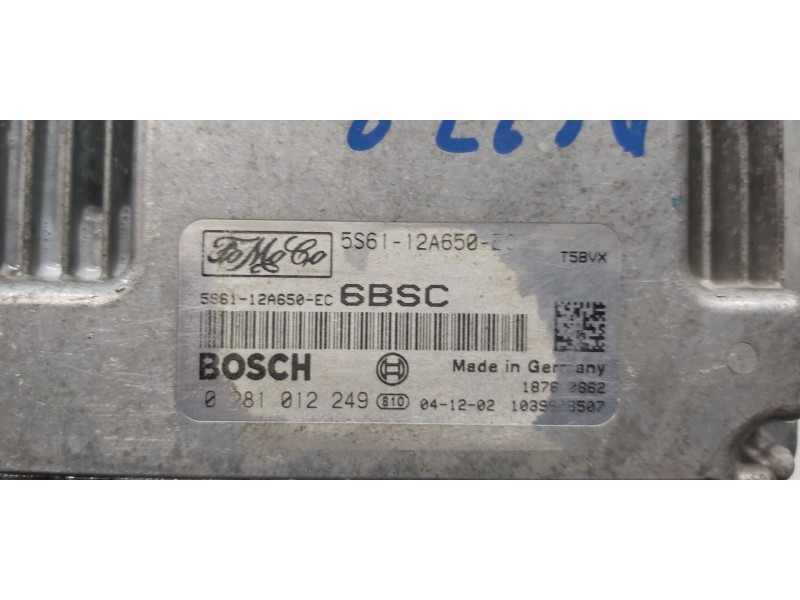 FoMoCo 5S61-12A650-EC
T5BVX
5S61-12A650-EC 6BSC
BOSCH Made in Germany
0 281 012 249 810 04-12-02